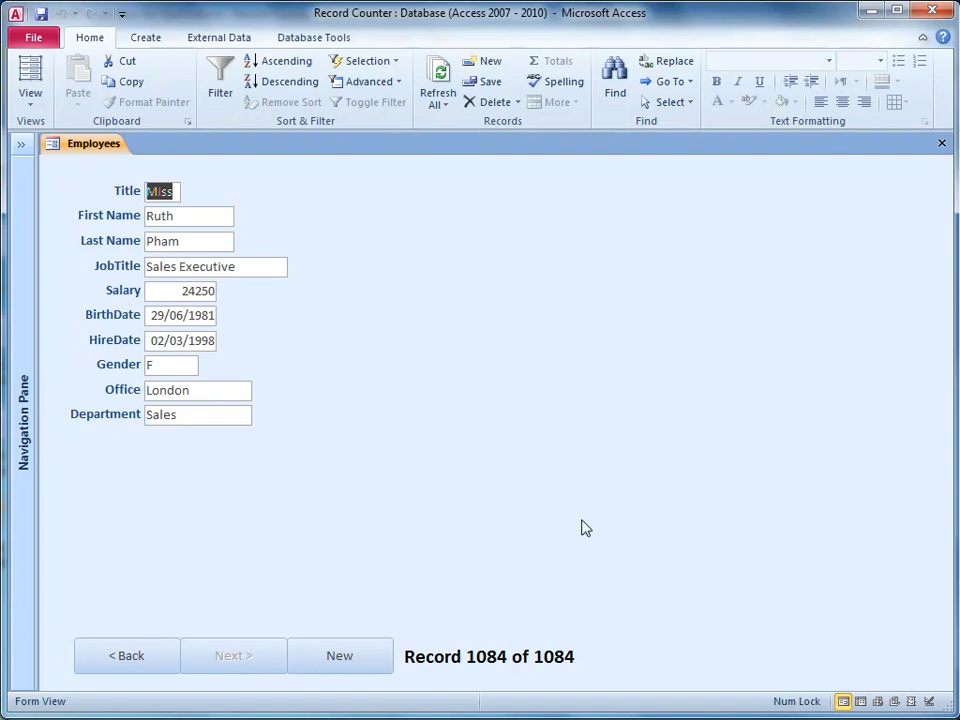 Record Counter : Database (Access 2007 - 2010) - Microsoft Access
File Home Create External Data Database Tools
View
Views
Paste
Cut
Copy
Format Painter
Clipboard
Filter
Ascending
Descending
Remove Sort
Selection
Advanced
Toggle Filter
Sort & Filter
Refresh
All
New
Save
Delete
Totals
Spelling
More
Records
Find
Replace
Go To
Select
Find
B I U
A
Text Formatting
Employees
Navigation Pane
Title Miss
First Name Ruth
Last Name Pham
JobTitle Sales Executive
Salary 24250
BirthDate 29/06/1981
HireDate 02/03/1998
Gender F
Office London
Department Sales
< Back Next > New Record 1084 of 1084
Form View Num Lock